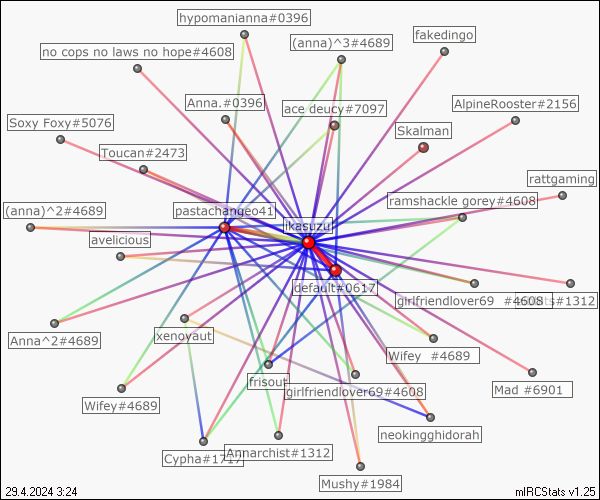 hypomanianna#0396
fakedingo
(anna)^3#4689
no cops no laws no hope#4608
Anna.#0396
ace deucy#7097
AlpineRooster#2156
Soxy Foxy#5076
Skalman
Toucan#2473
rattgaming
ramshackle gorey#4608
(anna)^2#4689
pastachangeo41
ikasuzu
avelicious
default#0617
girlfriendlover69 #4608
#1312
Anna^2#4689
xenoyaut
Wifey #4689
frisout
girlfriendlover69#4608
Mad #6901
Wifey#4689
neokingghidorah
Annarchist#1312
Cypha#1717
Mushy#1984
29.4.2024 3:24
mIRCStats v1.25